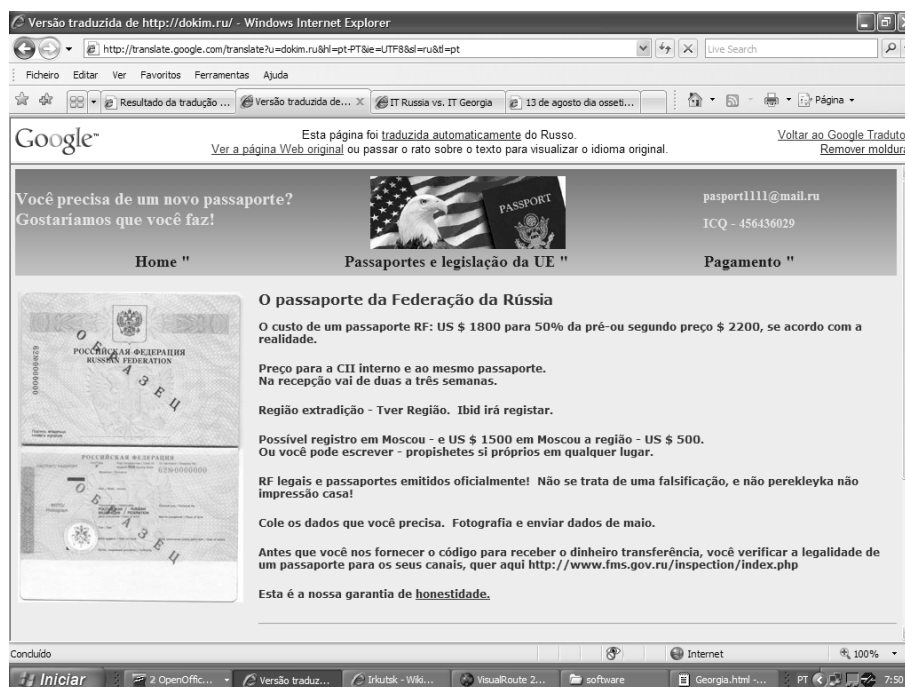 Versão traduzida de http://dokim.ru/ - Windows Internet Explorer
http://translate.google.com/translate?u=dokim.ru&hl=pt-PT&ie=UTF8&sl=ru&tl=pt
Live Search
Ficheiro Editar Ver Favoritos Ferramentas Ajuda
Resultado da tradução ... Versão traduzida de... IT Russia vs. IT Georgia 13 de agosto dia osseti... Página
Google™
Esta página foi traduzida automaticamente do Russo.
Ver a página Web original ou passar o rato sobre o texto para visualizar o idioma original.
Voltar ao Google Traduto
Remover moldura
Você precisa de um novo passaporte?
Gostaríamos que você faz!
PASSPORT
pasport1111@mail.ru
ICQ - 456436029
Home " Passaportes e legislação da UE " Pagamento "
РОССИЙСКАЯ ФЕДЕРАЦИЯ
RUSSIAN FEDERATION
ОБРАЗЕЦ
РОССИЙСКАЯ ФЕДЕРАЦИЯ
62№0000000
ОБРАЗЕЦ
O passaporte da Federação da Rússia
O custo de um passaporte RF: US $ 1800 para 50% da pré-ou segundo preço $ 2200, se acordo com a
realidade.
Preço para a CII interno e ao mesmo passaporte.
Na recepção vai de duas a três semanas.
Região extradição - Tver Região. Ibid irá registar.
Possível registro em Moscou - e US $ 1500 em Moscou a região - US $ 500.
Ou você pode escrever - propishetes si próprios em qualquer lugar.
RF legais e passaportes emitidos oficialmente! Não se trata de uma falsificação, e não perekleyka não
impressão casa!
Cole os dados que você precisa. Fotografia e enviar dados de maio.
Antes que você nos fornecer o código para receber o dinheiro transferência, você verificar a legalidade de
um passaporte para os seus canais, quer aqui http://www.fms.gov.ru/inspection/index.php
Esta é a nossa garantia de honestidade.
Concluído Internet 100%
Iniciar 2 OpenOffic... Versão traduz... Irkutsk - Wiki... VisualRoute 2... software Georgia.html -... PT 7:50